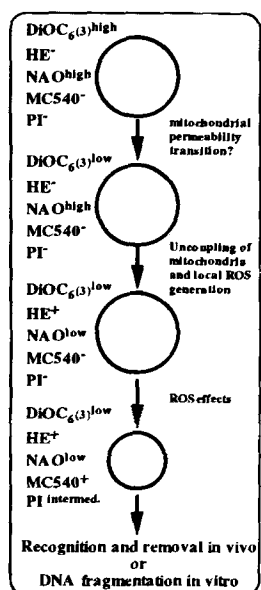 DiOC6(3)high
HE-
NAOhigh
MC540-
PI-
mitochondrial
permeability
transition?
DiOC6(3)low
HE-
NAOhigh
MC540-
PI-
Uncoupling of
mitochondria
and local ROS
generation
DiOC6(3)low
HE+
NAOlow
MC540-
PI-
ROS effects
DiOC6(3)low
HE+
NAOlow
MC540+
PI intermed.
Recognition and removal in vivo
or
DNA fragmentation in vitro